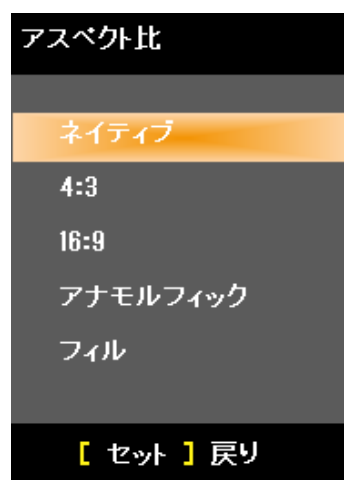 アスペクト比
ネイティブ
4:3
16:9
アナモルフィック
フィル
[ セット ] 戻り